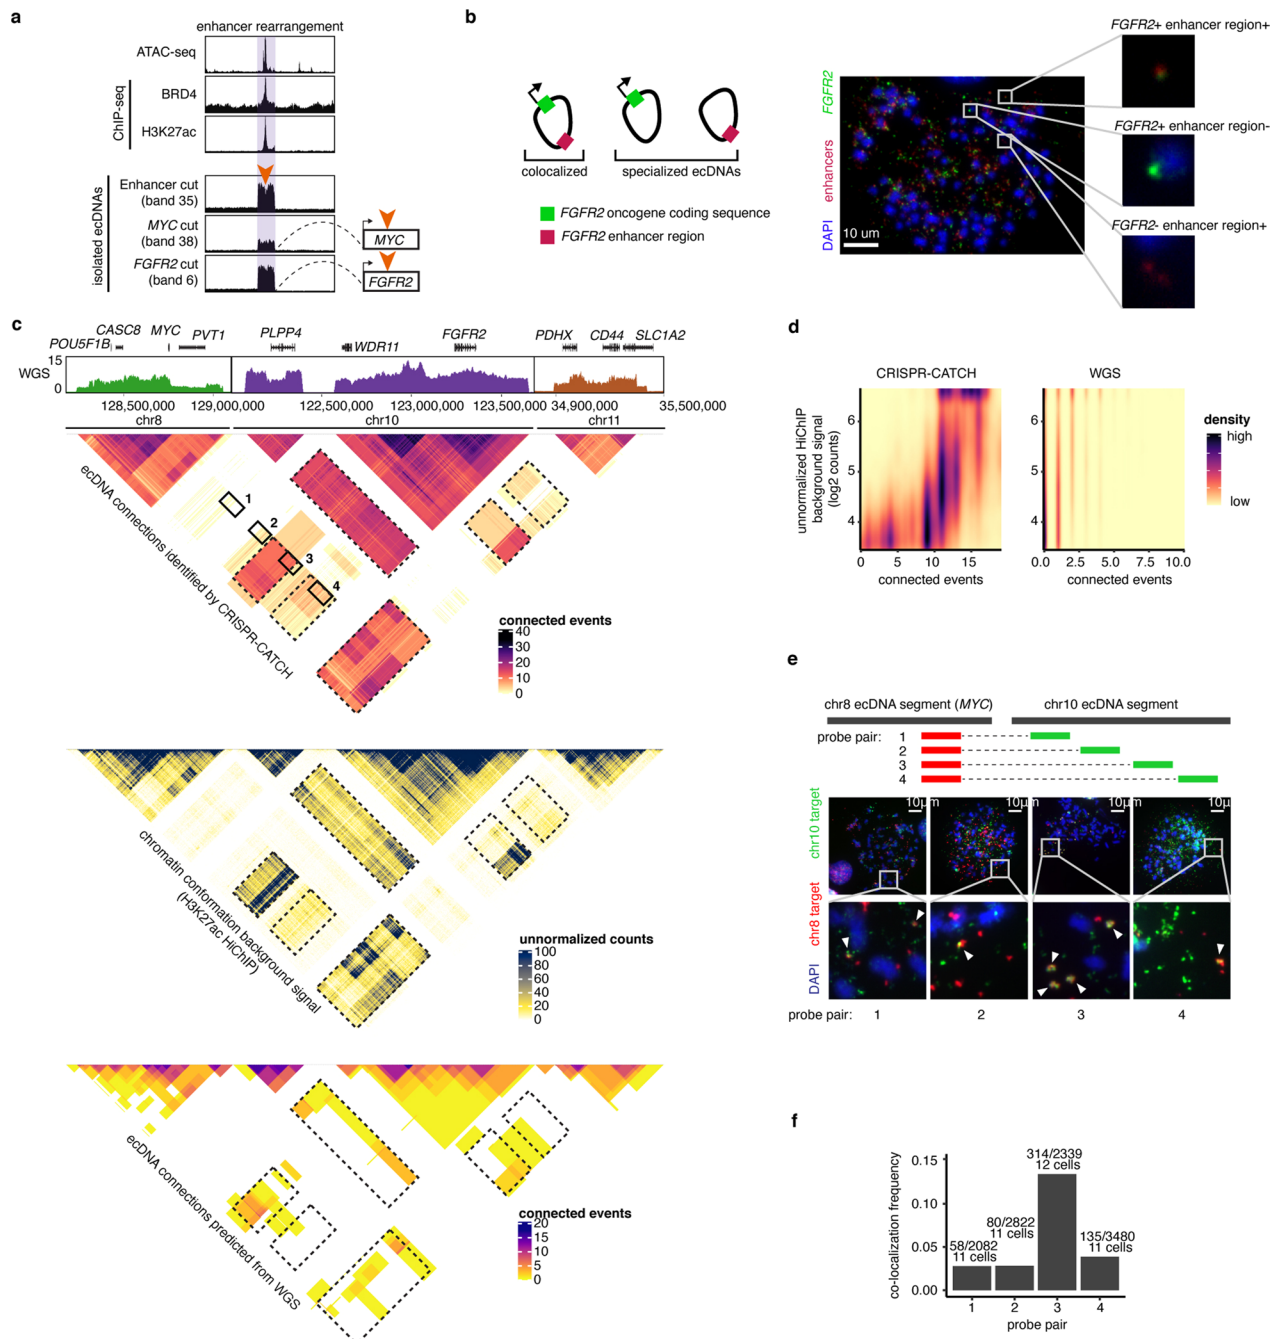 a
enhancer rearrangement
ATAC-seq
ChIP-seq
BRD4
H3K27ac
isolated ecDNAs
Enhancer cut
(band 35)
MYC cut
(band 38)
MYC
FGFR2 cut
(band 6)
FGFR2
b
colocalized
specialized ecDNAs
FGFR2 oncogene coding sequence
FGFR2 enhancer region
DAPI enhancers FGFR2
10 um
FGFR2+ enhancer region+
FGFR2+ enhancer region-
FGFR2- enhancer region+
c
POU5F1B
CASC8
MYC
PVT1
PLPP4
WDR11
FGFR2
PDHX
CD44
SLC1A2
WGS
15
0
128,500,000
129,000,000
122,500,000
123,000,000
123,500,000
34,900,000
35,500,000
chr8
chr10
chr11
ecDNA connections identified by CRISPR-CATCH
1
2
3
4
connected events
40
30
20
10
0
chromatin conformation background signal
(H3K27ac HiChIP)
unnormalized counts
100
80
60
40
20
0
ecDNA connections predicted from WGS
connected events
20
15
10
5
0
d
CRISPR-CATCH
WGS
unnormalized HiChIP
background signal
(log2 counts)
6
5
4
0
5
10
15
connected events
6
5
4
0.0
2.5
5.0
7.5
10.0
connected events
density
high
low
e
chr8 ecDNA segment (MYC)
chr10 ecDNA segment
probe pair:
1
2
3
4
DAPI chr8 target chr10 target
10μm
10μ
m
10μm
10μ
probe pair:
1
2
3
4
f
co-localization frequency
0.15
0.10
0.05
0.00
58/2082
11 cells
80/2822
11 cells
314/2339
12 cells
135/3480
11 cells
1
2
3
4
probe pair